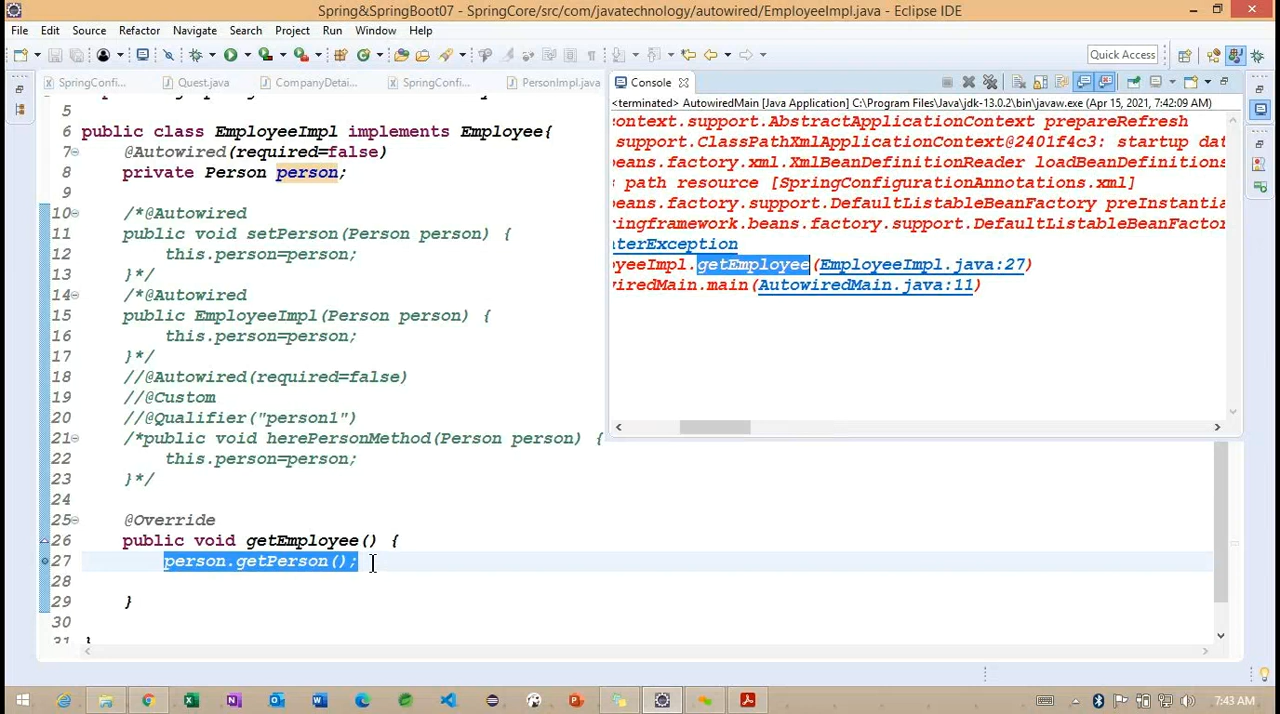 Spring&SpringBoot07 - SpringCore/src/com/javatechnology/autowired/EmployeeImpl.java - Eclipse IDE
File Edit Source Refactor Navigate Search Project Run Window Help
Quick Access
SpringConfi... Quest.java CompanyDetai... SpringConfi... PersonImpl.java
Console
<terminated> AutowiredMain [Java Application] C:\Program Files\Java\jdk-13.0.2\bin\javaw.exe (Apr 15, 2021, 7:42:09 AM)
context.support.AbstractApplicationContext prepareRefresh
support.ClassPathXmlApplicationContext@2401f4c3: startup dat
beans.factory.xml.XmlBeanDefinitionReader loadBeanDefinitions
s path resource [SpringConfigurationAnnotations.xml]
beans.factory.support.DefaultListableBeanFactory preInstantia
ringframework.beans.factory.support.DefaultListableBeanFactor
nterException
oyeeImpl.getEmployee(EmployeeImpl.java:27)
wiredMain.main(AutowiredMain.java:11)
5
6 public class EmployeeImpl implements Employee{
7 @Autowired(required=false)
8 private Person person;
9
10 /*@Autowired
11 public void setPerson(Person person) {
12 this.person=person;
13 }*/
14 /*@Autowired
15 public EmployeeImpl(Person person) {
16 this.person=person;
17 }*/
18 //@Autowired(required=false)
19 //@Custom
20 //@Qualifier("person1")
21 /*public void herePersonMethod(Person person) {
22 this.person=person;
23 }*/
24
25 @Override
26 public void getEmployee() {
27 person.getPerson();
28
29 }
30
31 }
7:43 AM